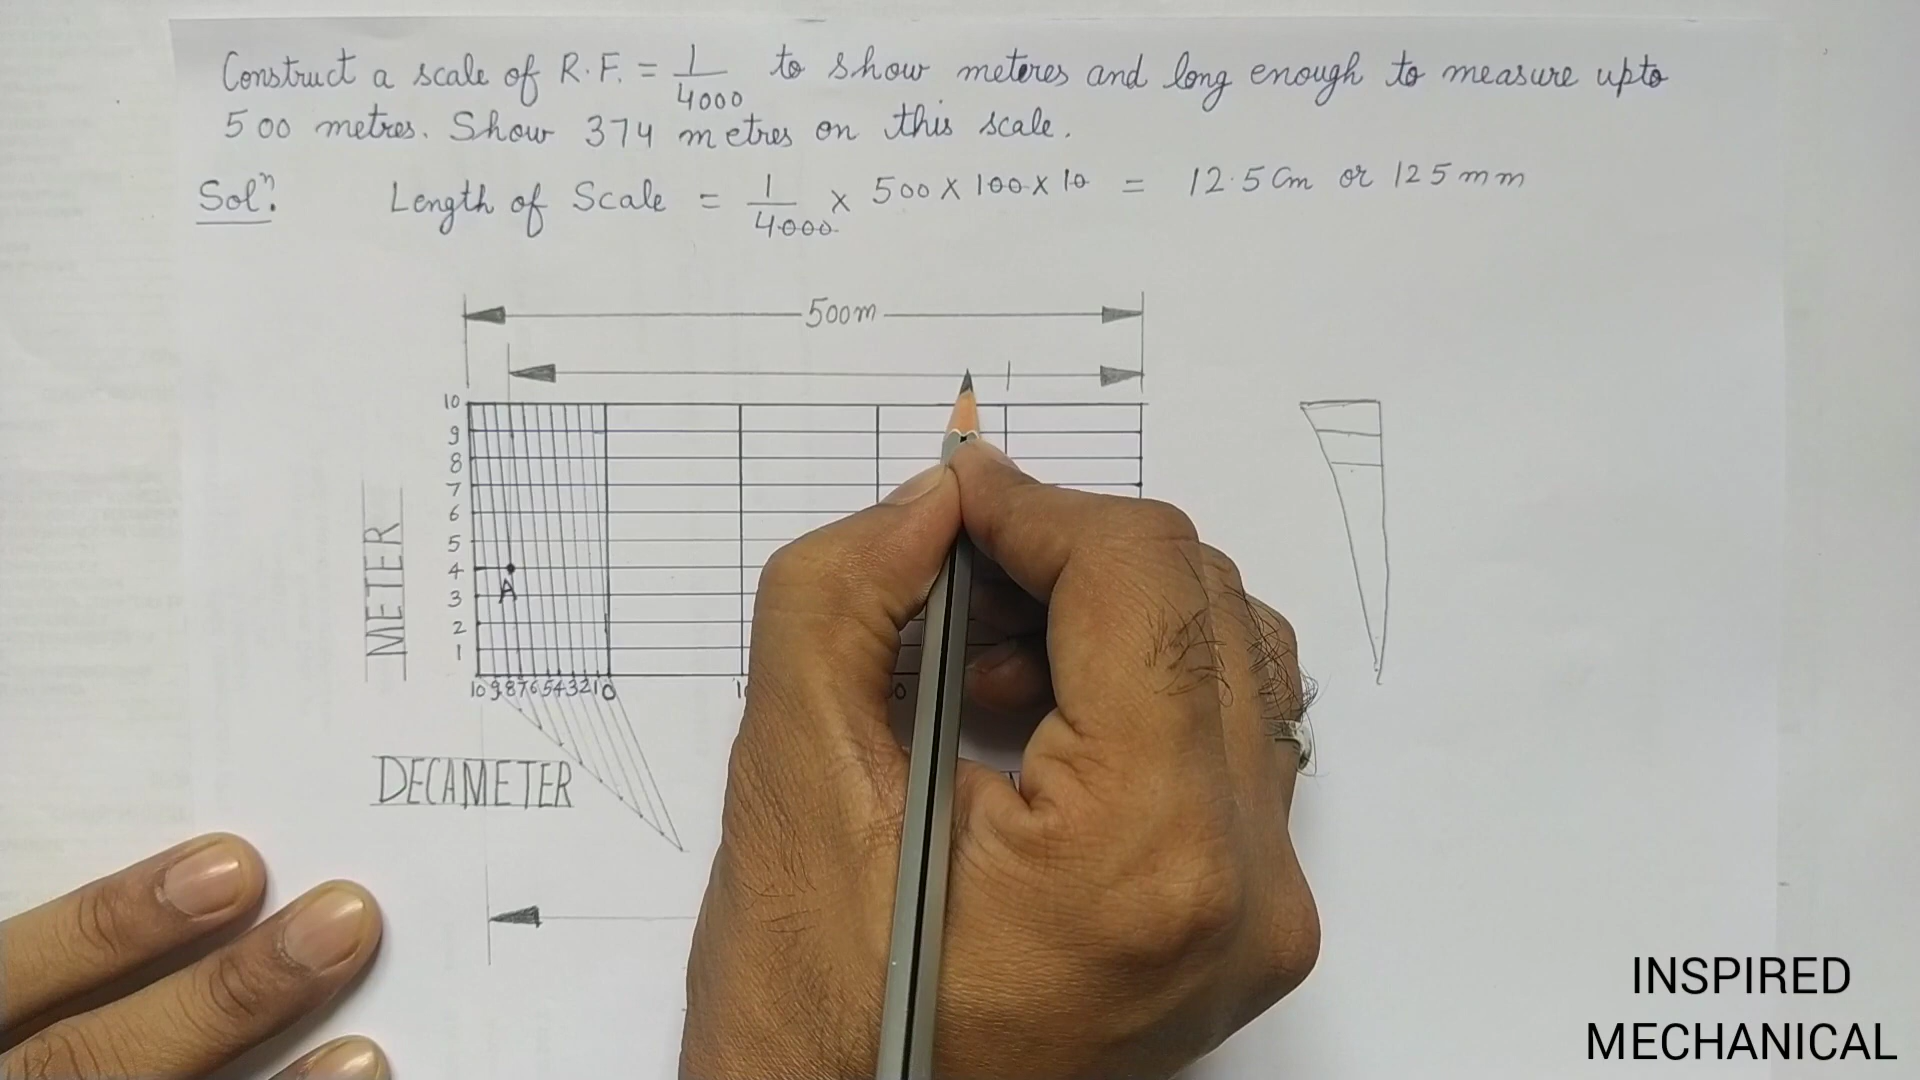 Construct a scale of R.F. = 1/4000 to show meteres and long enough to measure upto
500 metres. Show 374 metres on this scale.
Solⁿ. Length of Scale = 1/4000 × 500 × 100 × 10 = 12.5 Cm or 125 mm
500m
10
9
8
7
6
5
4
A
3
2
1
METER
10 9 8 7 6 5 4 3 2 1 0
DECAMETER
INSPIRED
MECHANICAL